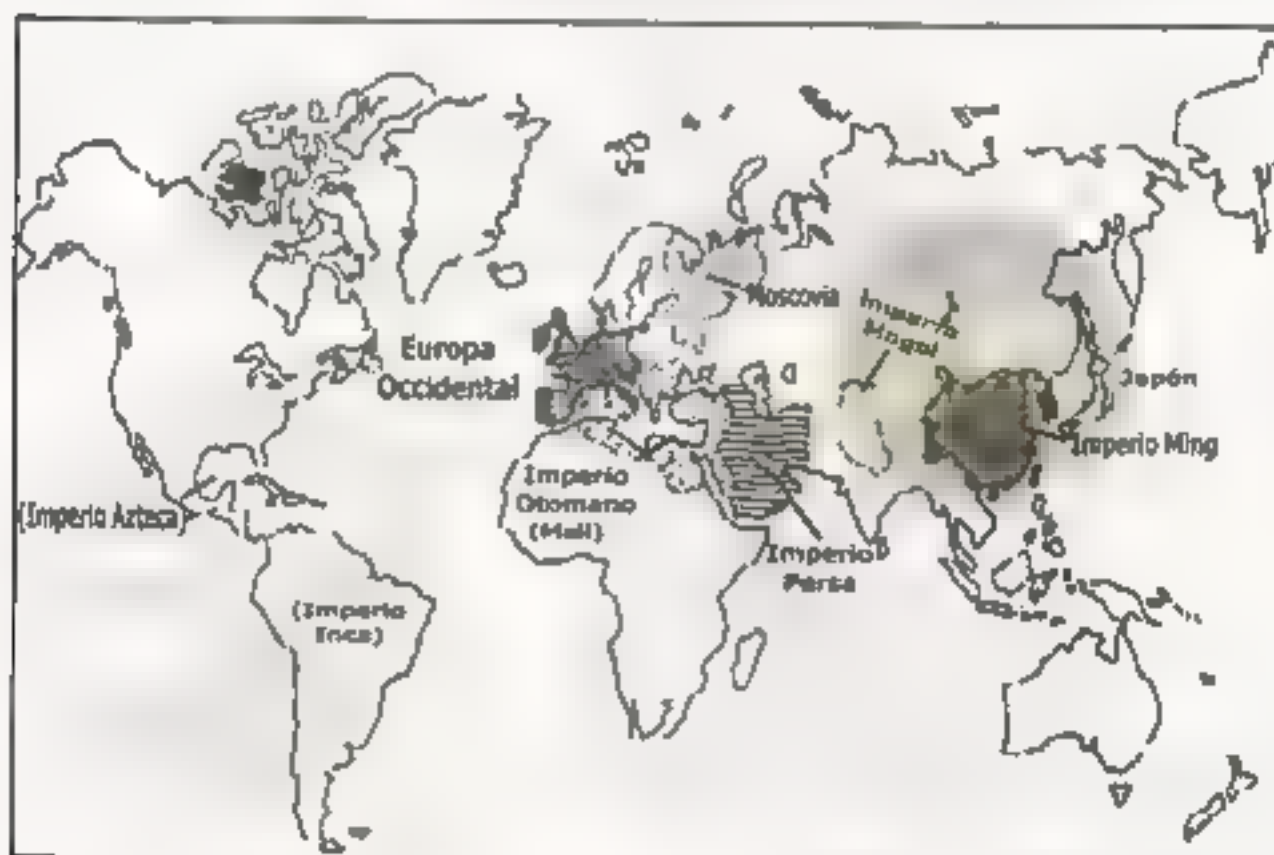 Moscovia
Imperio
Mogol
Europa
Occidental
Japón
Imperio Ming
Imperio
Otomano
(Mali)
(Imperio Azteca)
Imperio
Persa
(Imperio
Inca)